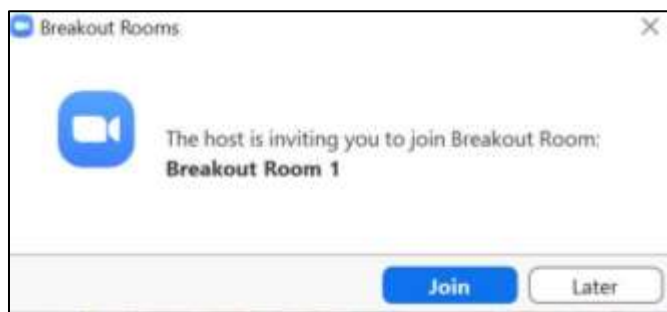 Breakout Rooms
The host is inviting you to join Breakout Room:
Breakout Room 1
Join
Later